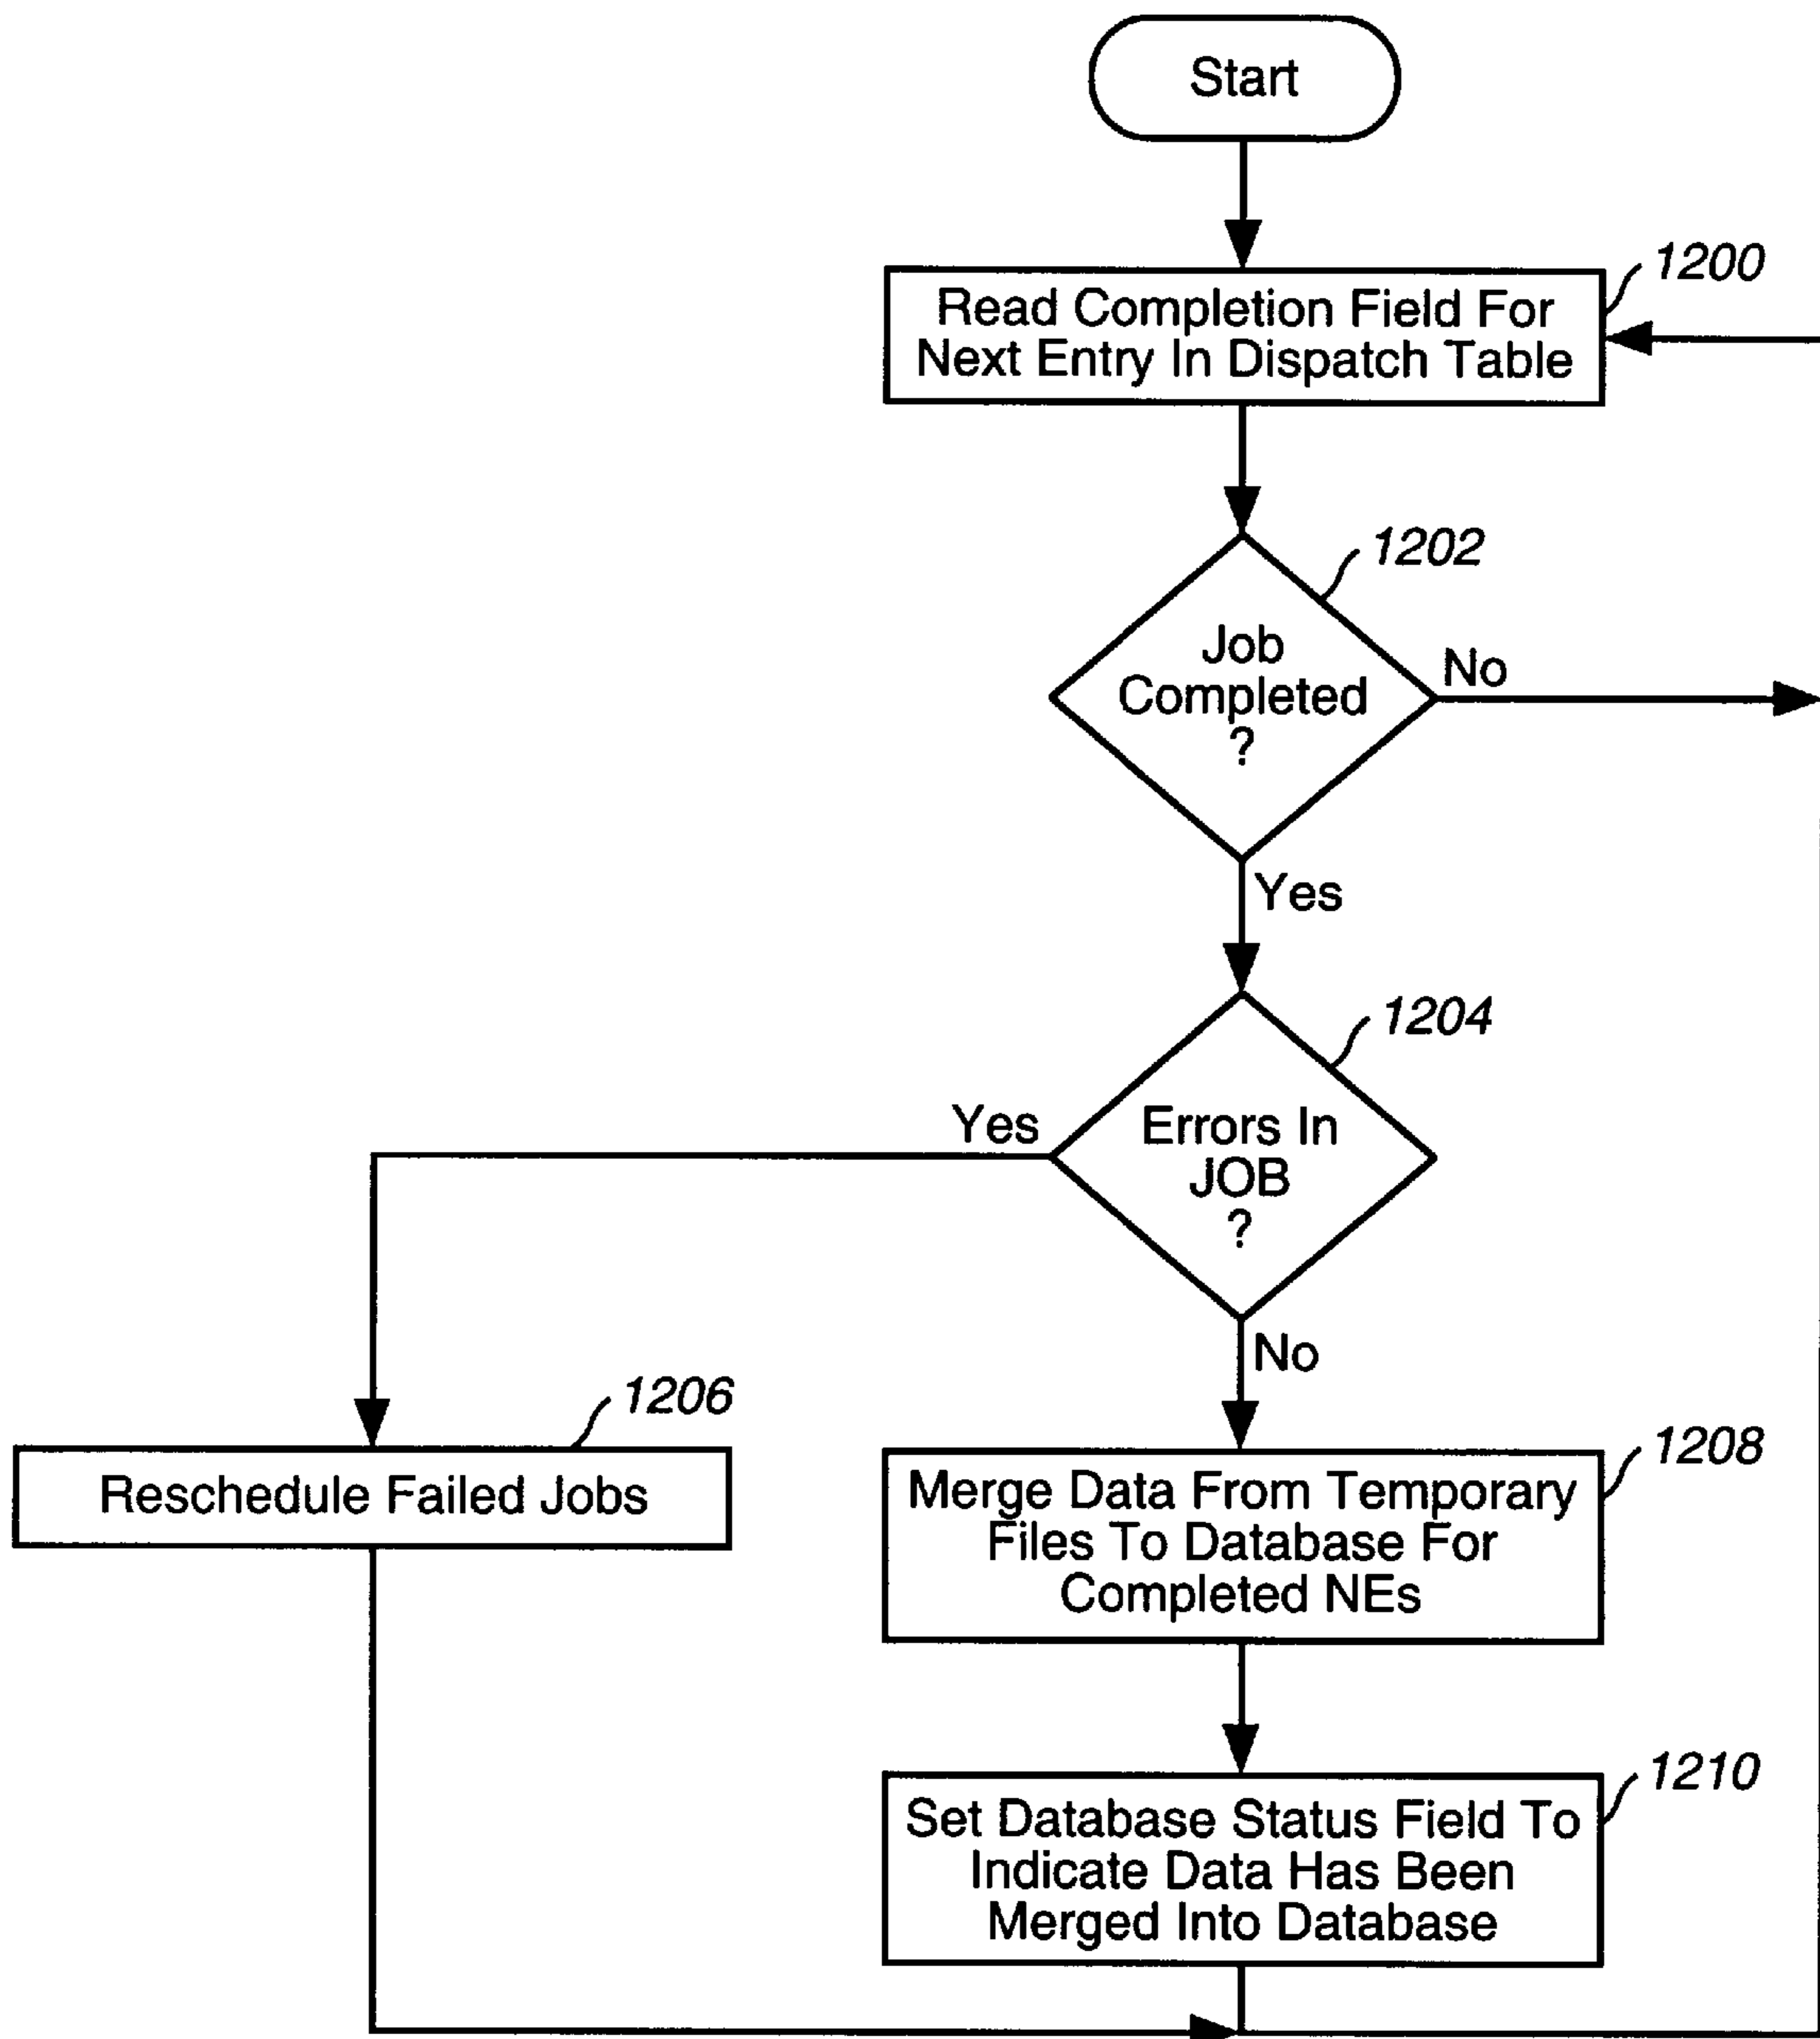 Start
1200
Read Completion Field For
Next Entry In Dispatch Table
1202
Job
Completed
?
No
Yes
1204
Errors In
JOB
?
Yes
No
1206
Reschedule Failed Jobs
1208
Merge Data From Temporary
Files To Database For
Completed NEs
1210
Set Database Status Field To
Indicate Data Has Been
Merged Into Database